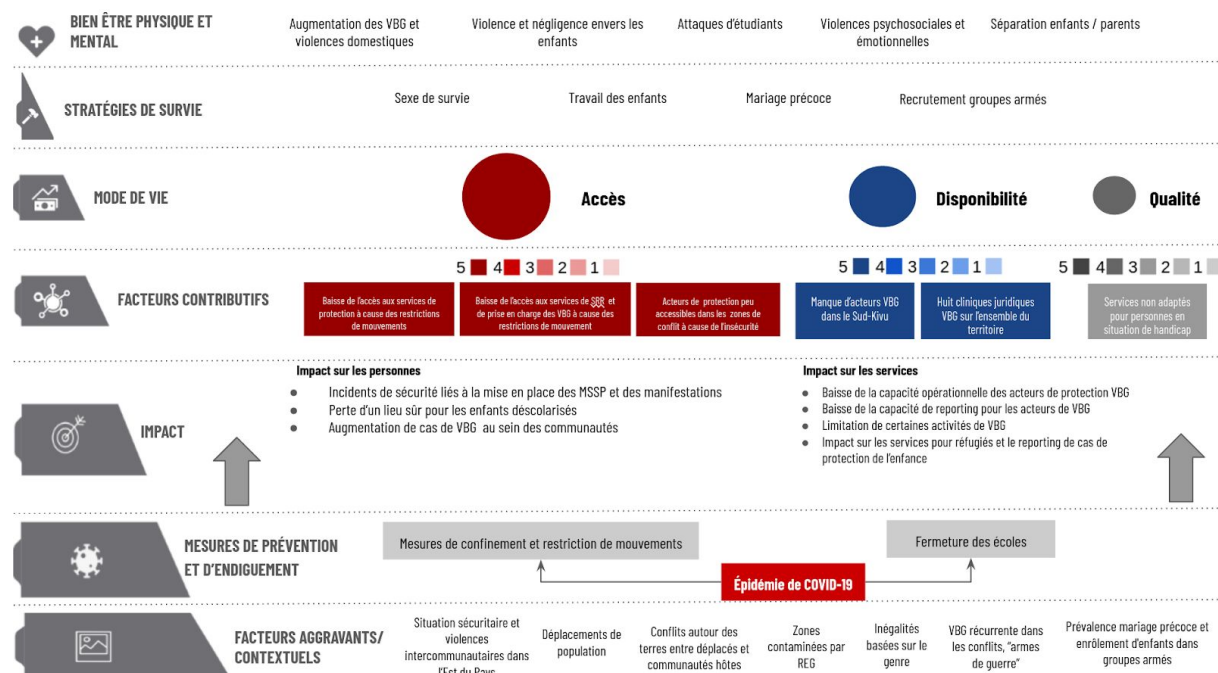 BIEN ÊTRE PHYSIQUE ET
MENTAL
Augmentation des VBG et
violences domestiques
Violence et négligence envers les
enfants
Attaques d'étudiants
Violences psychosociales et
émotionnelles
Séparation enfants / parents
STRATÉGIES DE SURVIE
Sexe de survie
Travail des enfants
Mariage précoce
Recrutement groupes armés
MODE DE VIE
Accès
Disponibilité
Qualité
FACTEURS CONTRIBUTIFS
5 4 3 2 1
5 4 3 2 1
5 4 3 2 1
Baisse de l'accès aux services de
protection à cause des restrictions
de mouvements
Baisse de l'accès aux services de SRR et
de prise en charge des VBG à cause des
restrictions de mouvement
Acteurs de protection peu
accessibles dans les zones de
conflit à cause de l'insécurité
Manque d'acteurs VBG
dans le Sud-Kivu
Huit cliniques juridiques
VBG sur l'ensemble du
territoire
Services non adaptés
pour personnes en
situation de handicap
IMPACT
Impact sur les personnes
● Incidents de sécurité liés à la mise en place des MSSP et des manifestations
● Perte d'un lieu sûr pour les enfants déscolarisés
● Augmentation de cas de VBG au sein des communautés
Impact sur les services
● Baisse de la capacité opérationnelle des acteurs de protection VBG
● Baisse de la capacité de reporting pour les acteurs de VBG
● Limitation de certaines activités de VBG
● Impact sur les services pour réfugiés et le reporting de cas de
protection de l'enfance
MESURES DE PRÉVENTION
ET D'ENDIGUEMENT
Mesures de confinement et restriction de mouvements
Fermeture des écoles
Épidémie de COVID-19
FACTEURS AGGRAVANTS/
CONTEXTUELS
Situation sécuritaire et
violences
intercommunautaires dans
l'Est du Pays
Déplacements de
population
Conflits autour des
terres entre déplacés et
communautés hôtes
Zones
contaminées par
REG
Inégalités
basées sur le
genre
VBG récurrente dans
les conflits, "armes
de guerre"
Prévalence mariage précoce et
enrôlement d'enfants dans
groupes armés